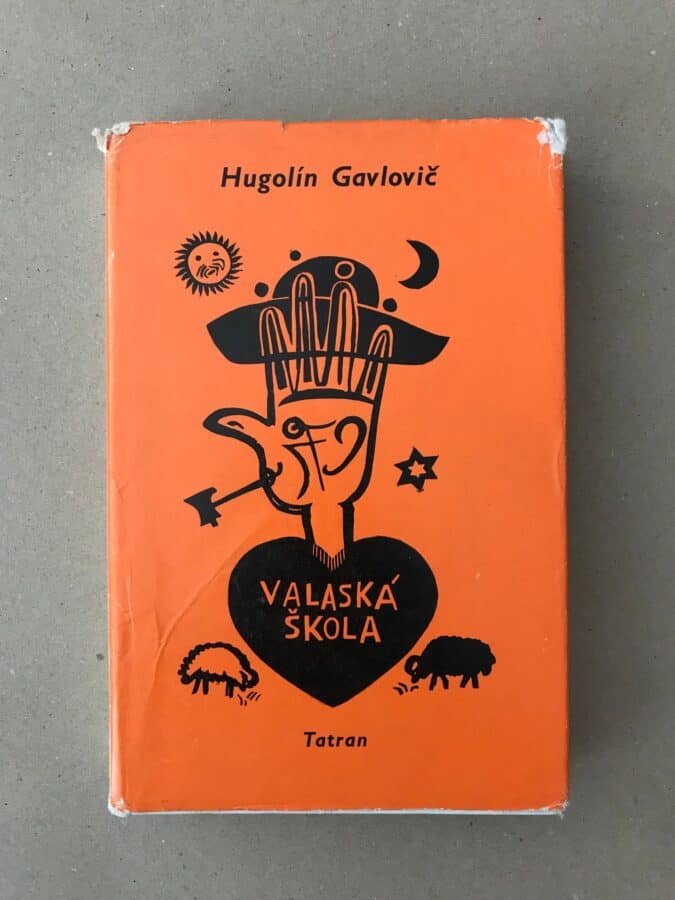 Hugolín Gavlovič
VALASKÁ
ŠKOLA
Tatran